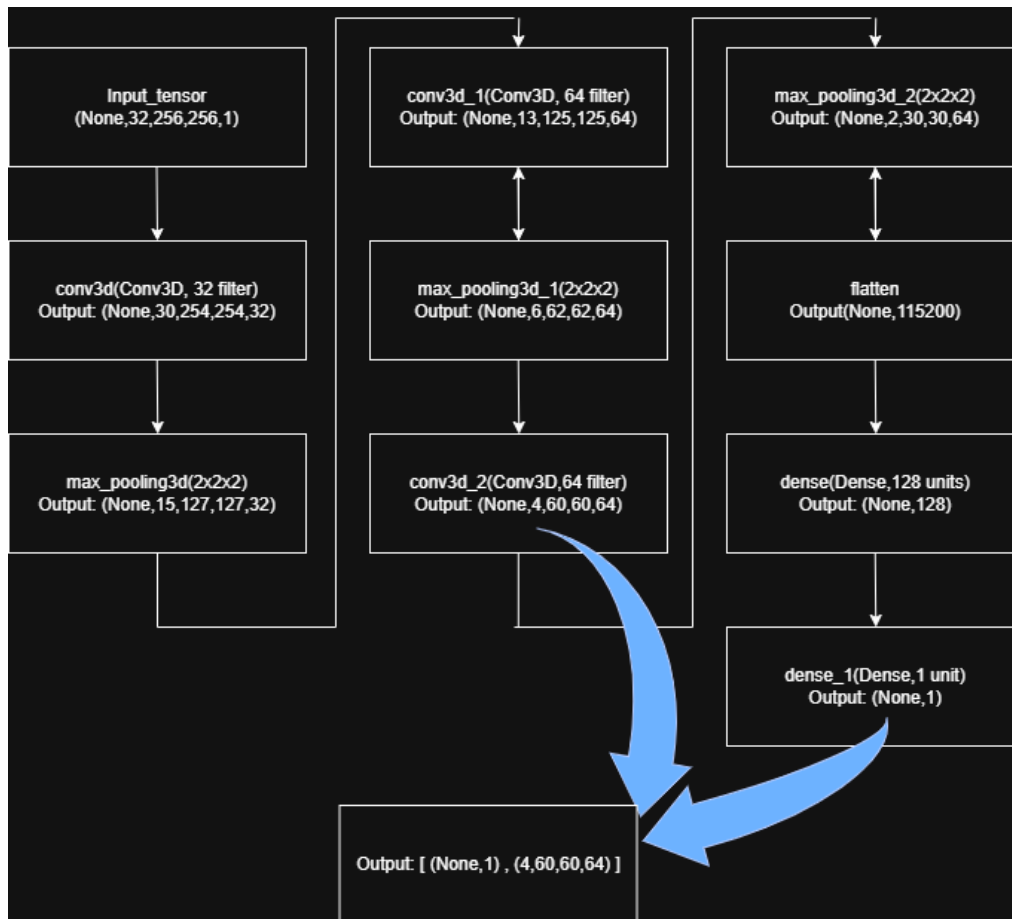 Input_tensor
(None,32,256,256,1)
conv3d(Conv3D, 32 filter)
Output: (None,30,254,254,32)
max_pooling3d(2x2x2)
Output: (None,15,127,127,32)
conv3d_1(Conv3D, 64 filter)
Output: (None,13,125,125,64)
max_pooling3d_1(2x2x2)
Output: (None,6,62,62,64)
conv3d_2(Conv3D,64 filter)
Output: (None,4,60,60,64)
max_pooling3d_2(2x2x2)
Output: (None,2,30,30,64)
flatten
Output(None,115200)
dense(Dense,128 units)
Output: (None,128)
dense_1(Dense,1 unit)
Output: (None,1)
Output: [ (None,1) , (4,60,60,64) ]